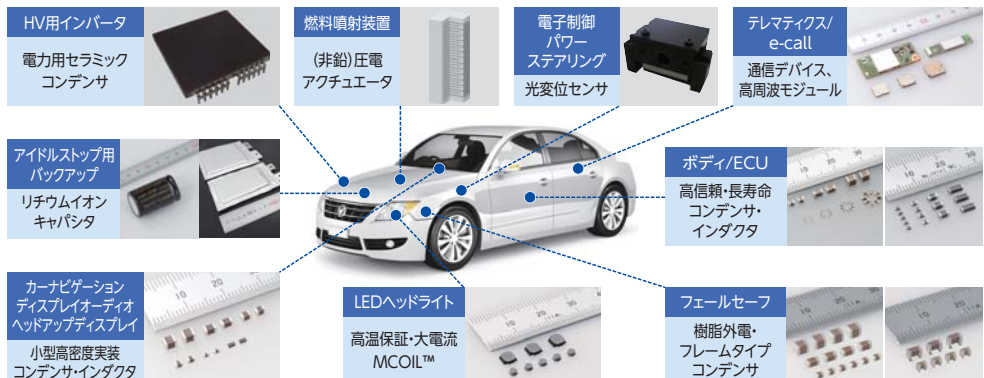 HV用インバータ
電力用セラミック
コンデンサ
燃料噴射装置
(非鉛)圧電
アクチュエータ
電子制御
パワー
ステアリング
光変位センサ
テレマティクス/
e-call
通信デバイス、
高周波モジュール
アイドルストップ用
バックアップ
リチウムイオン
キャパシタ
ボディ/ECU
高信頼・長寿命
コンデンサ・
インダクタ
カーナビゲーション
ディスプレイオーディオ
ヘッドアップディスプレイ
小型高密度実装
コンデンサ・インダクタ
LEDヘッドライト
高温保証・大電流
MCOIL™
フェールセーフ
樹脂外電・
フレームタイプ
コンデンサ